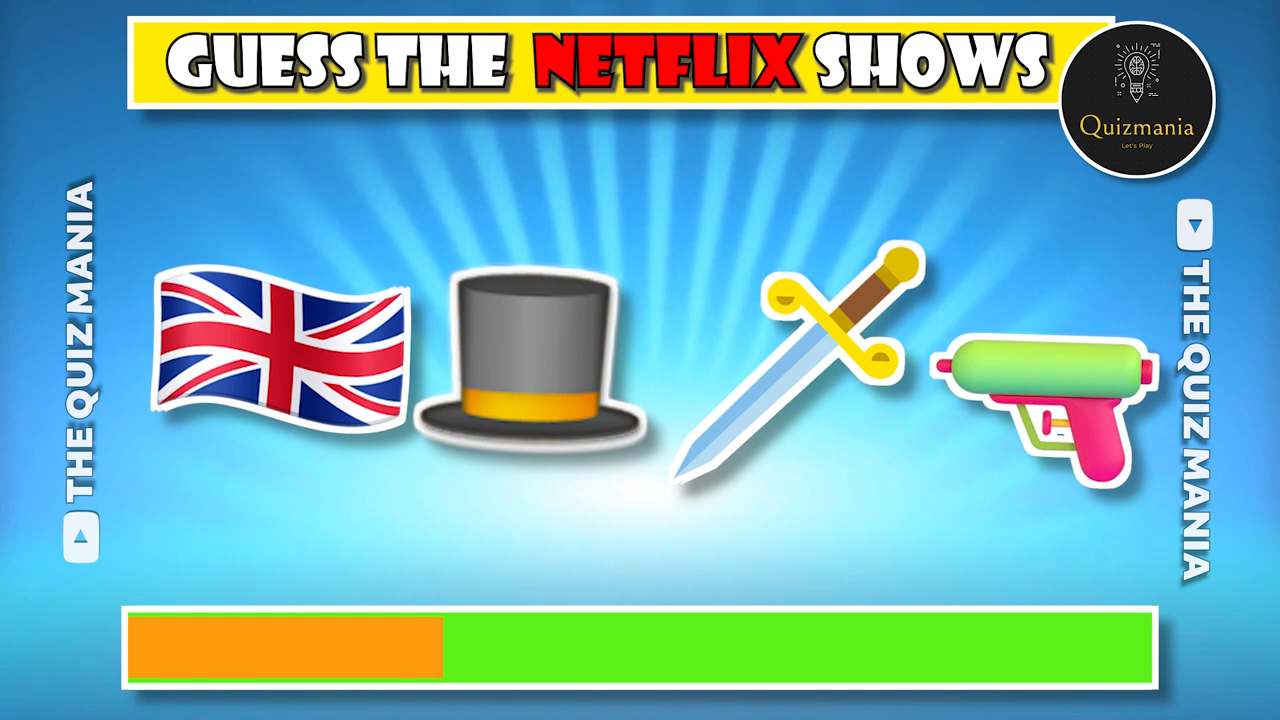 GUESS THE NETFLIX SHOWS
Quizmania
Let's Play
THE QUIZ MANIA
THE QUIZ MANIA